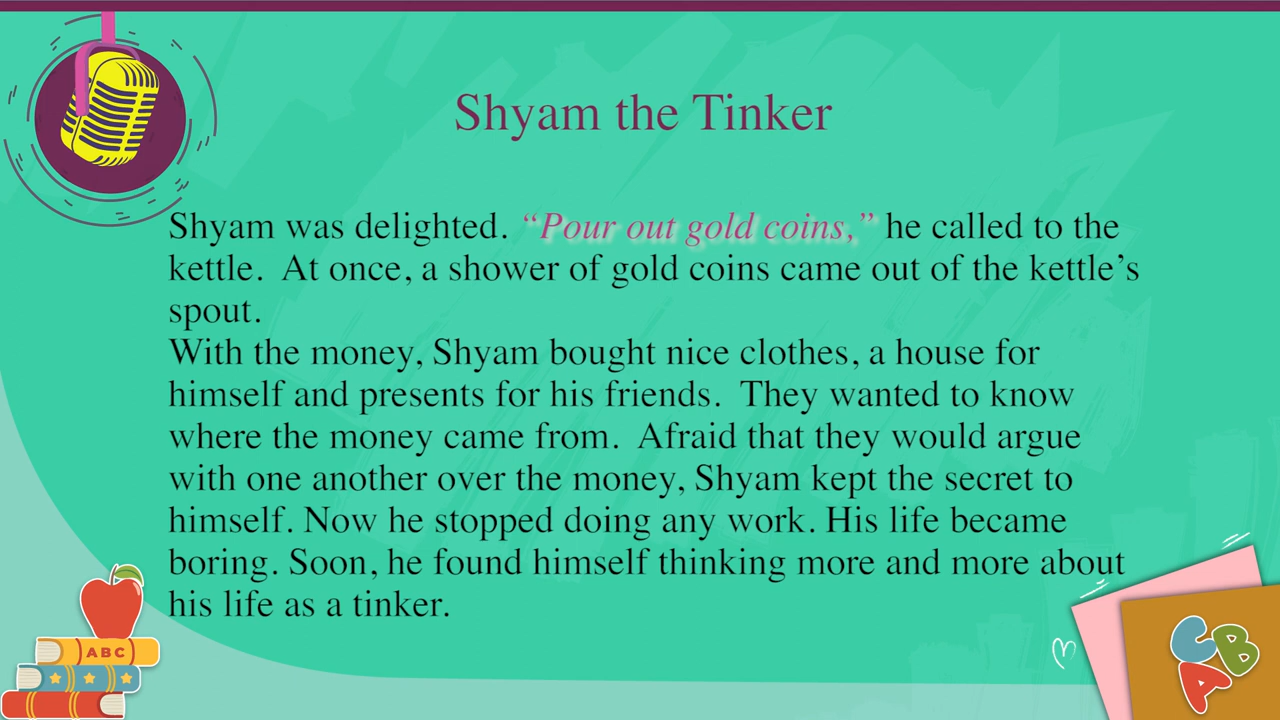 Shyam the Tinker
Shyam was delighted. “Pour out gold coins,” he called to the
kettle.  At once, a shower of gold coins came out of the kettle’s
spout.
With the money, Shyam bought nice clothes, a house for
himself and presents for his friends.  They wanted to know
where the money came from.  Afraid that they would argue
with one another over the money, Shyam kept the secret to
himself. Now he stopped doing any work. His life became
boring. Soon, he found himself thinking more and more about
his life as a tinker.
ABC
C B
A